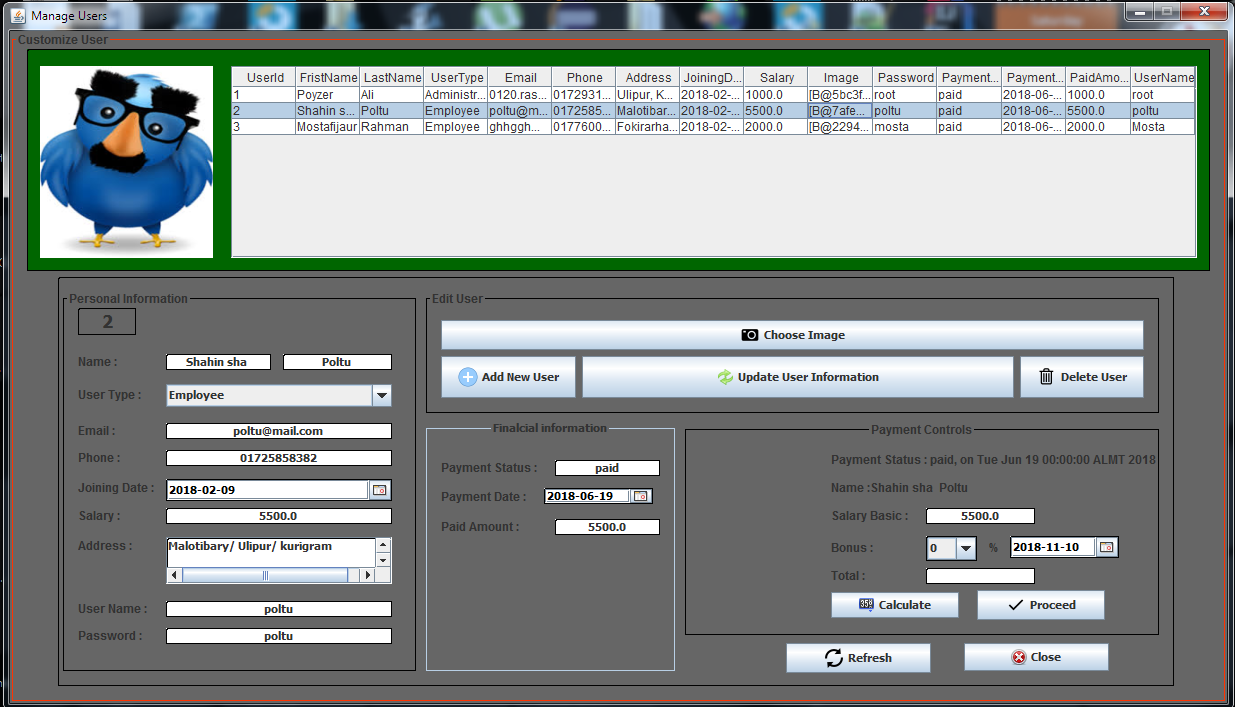 Manage Users
Customize User
UserId FristName LastName UserType Email Phone Address JoiningD... Salary Image Password Payment... Payment... PaidAmo... UserName
1 Poyzer Ali Administr... 0120.ras... 0172931... Ulipur, K... 2018-02-... 1000.0 [B@5bc3f... root paid 2018-06-... 1000.0 root
2 Shahin s... Poltu Employee poltu@m... 0172585... Malotibar... 2018-02-... 5500.0 [B@7afe... poltu paid 2018-06-... 5500.0 poltu
3 Mostafijaur Rahman Employee ghhghh... 0177600... Fokirarha... 2018-02-... 2000.0 [B@2294... mosta paid 2018-06-... 2000.0 Mosta
Personal Information
2
Name : Shahin sha Poltu
User Type : Employee
Email : poltu@mail.com
Phone : 01725858382
Joining Date : 2018-02-09
Salary : 5500.0
Address : Malotibary/ Ulipur/ kurigram
User Name : poltu
Password : poltu
Edit User
Choose Image
Add New User Update User Information Delete User
Finalcial information
Payment Status : paid
Payment Date : 2018-06-19
Paid Amount : 5500.0
Payment Controls
Payment Status : paid, on Tue Jun 19 00:00:00 ALMT 2018
Name :Shahin sha Poltu
Salary Basic : 5500.0
Bonus : 0 % 2018-11-10
Total :
Calculate Proceed
Refresh Close